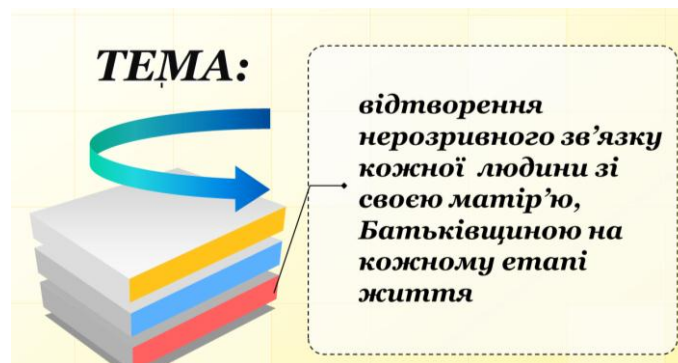 ТЕМА:
відтворення
нерозривного зв’язку
кожної людини зі
своєю матір’ю,
Батьківщиною на
кожному етапі
життя